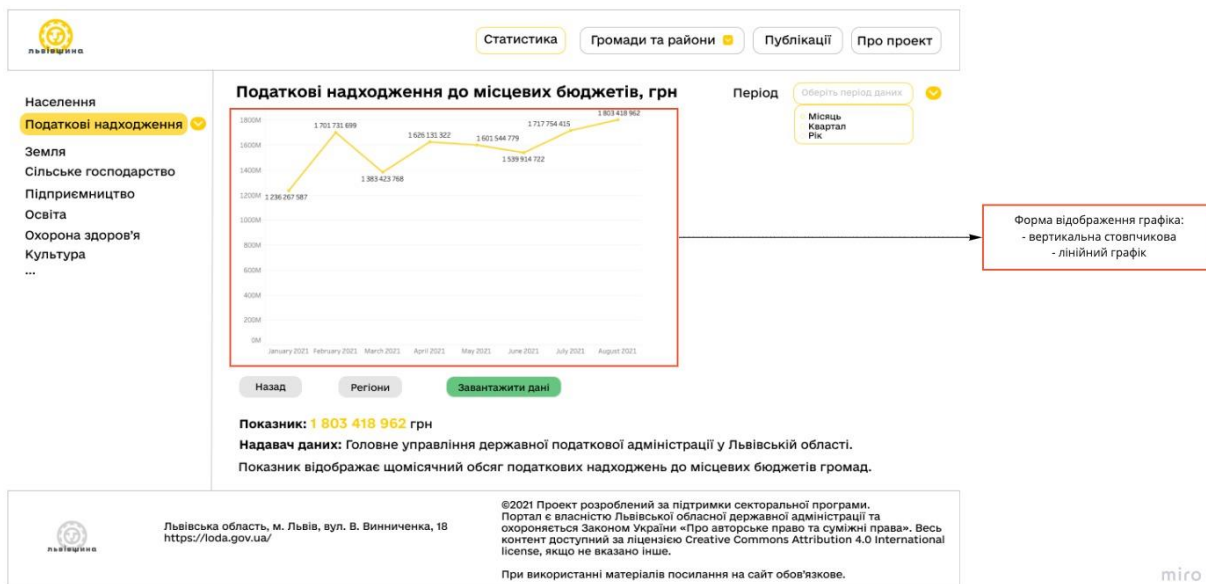 львівщина
Статистика
Громади та райони
Публікації
Про проект
Населення
Податкові надходження
Земля
Сільське господарство
Підприємництво
Освіта
Охорона здоров'я
Культура
...
Податкові надходження до місцевих бюджетів, грн
Період
Оберіть період даних
Місяць
Квартал
Рік
1800M
1600M
1400M
1200M
1000M
800M
600M
400M
200M
0M
1 236 267 587
1 701 731 699
1 383 423 768
1 626 131 322
1 601 544 779
1 539 914 722
1 717 754 415
1 803 418 962
January 2021 February 2021 March 2021 April 2021 May 2021 June 2021 July 2021 August 2021
Форма відображення графіка:
- вертикальна стовпчикова
- лінійний графік
Назад
Регіони
Завантажити дані
Показник: 1 803 418 962 грн
Надавач даних: Головне управління державної податкової адміністрації у Львівській області.
Показник відображає щомісячний обсяг податкових надходжень до місцевих бюджетів громад.
львівщина
Львівська область, м. Львів, вул. В. Винниченка, 18
https://loda.gov.ua/
©2021 Проект розроблений за підтримки секторальної програми.
Портал є власністю Львівської обласної державної адміністрації та
охороняється Законом України «Про авторське право та суміжні права». Весь
контент доступний за ліцензією Creative Commons Attribution 4.0 International
license, якщо не вказано інше.
При використанні матеріалів посилання на сайт обов'язкове.
miro